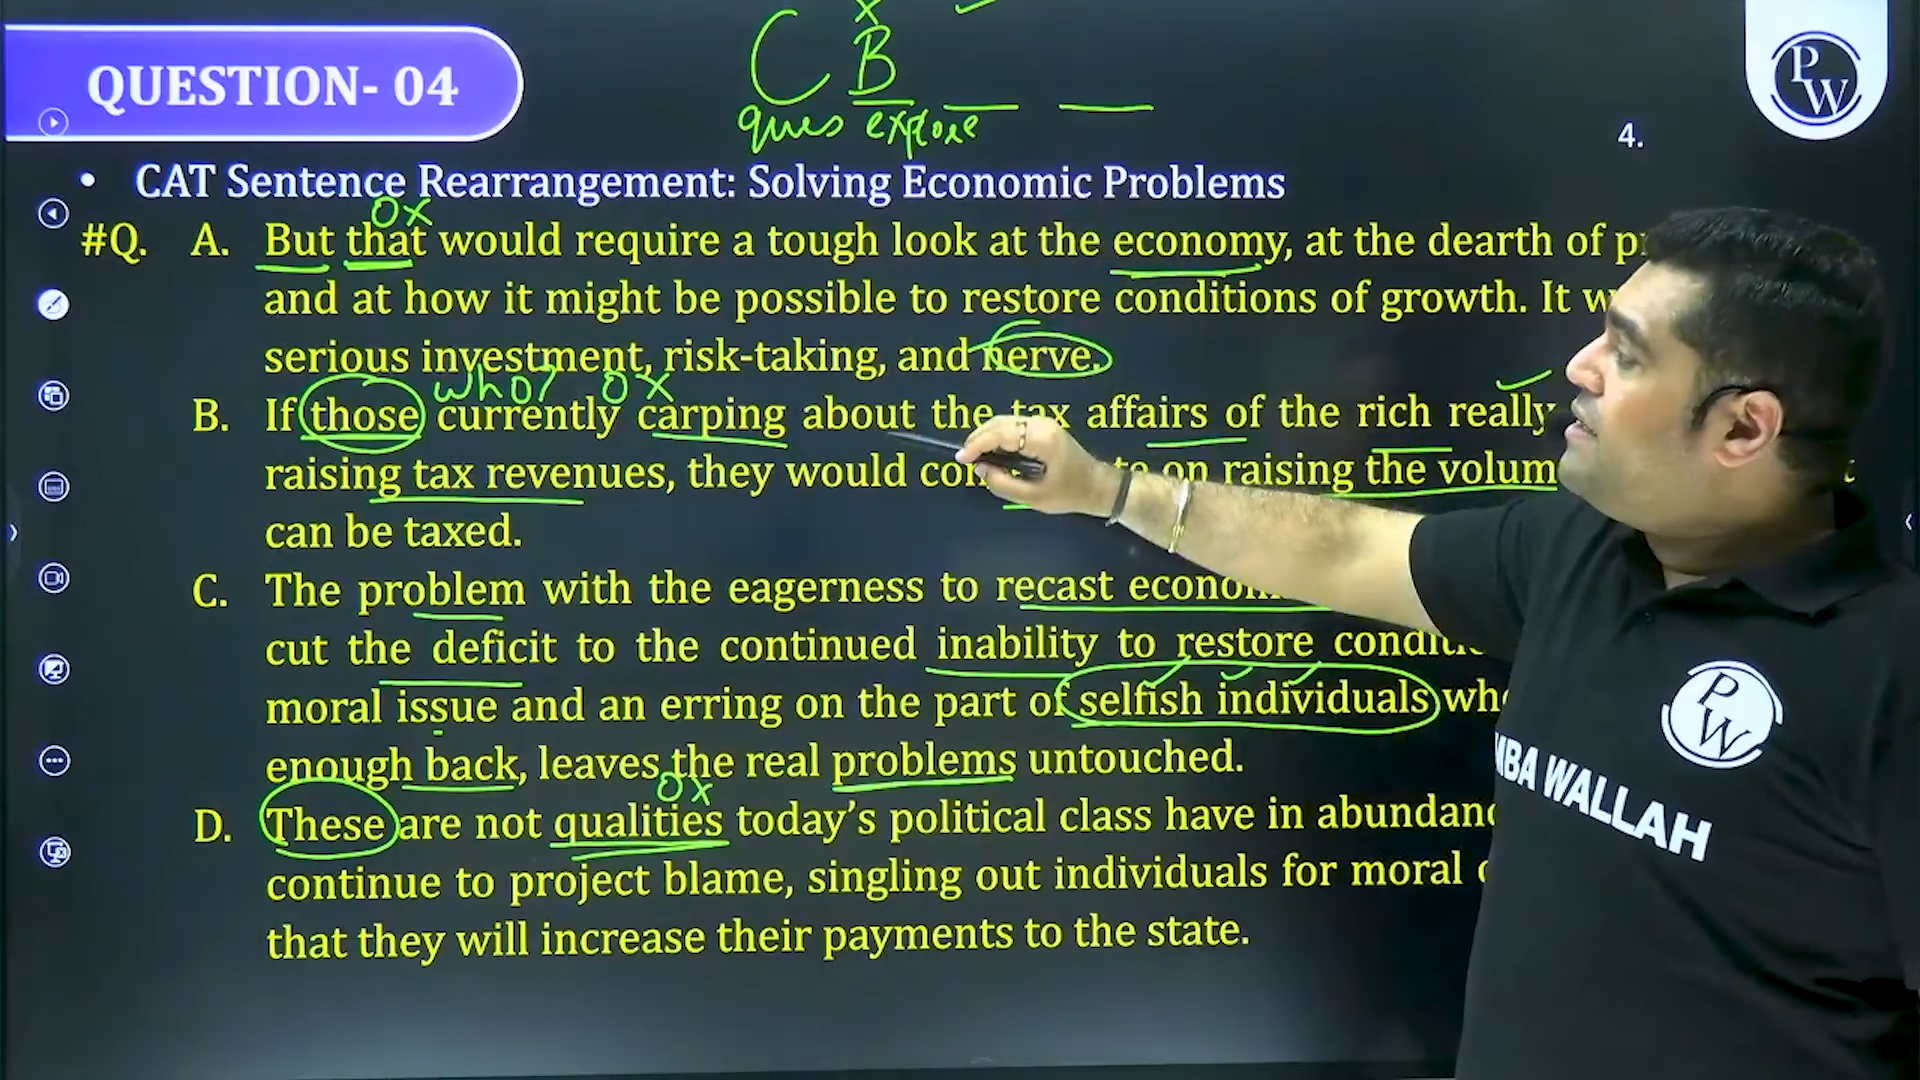 C B
ques explore
QUESTION- 04
PW
4.
• CAT Sentence Rearrangement: Solving Economic Problems
OX
#Q. A. But that would require a tough look at the economy, at the dearth of
and at how it might be possible to restore conditions of growth. It
serious investment, risk-taking, and nerve.
who? OX
B. If those currently carping about the tax affairs of the rich really
raising tax revenues, they would on raising the
can be taxed.
C. The problem with the eagerness to recast
cut the deficit to the continued inability to restore
moral issue and an erring on the part of selfish individuals
enough back, leaves the real problems untouched.
OX
D. These are not qualities today's political class have in
continue to project blame, singling out individuals for moral
that they will increase their payments to the state.
PW
MBA WALLAH